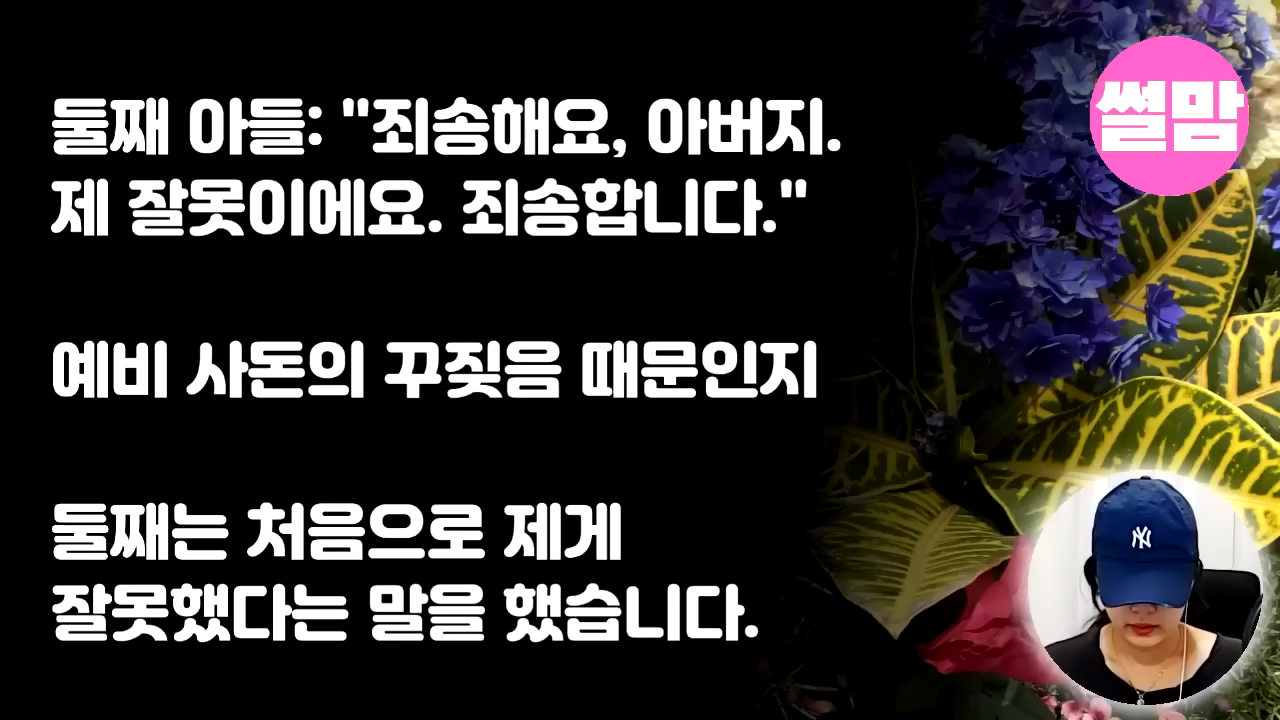 둘째 아들: "죄송해요, 아버지.
제 잘못이에요. 죄송합니다."
예비 사돈의 꾸짖음 때문인지
둘째는 처음으로 제게
잘못했다는 말을 했습니다.
썰맘
NY